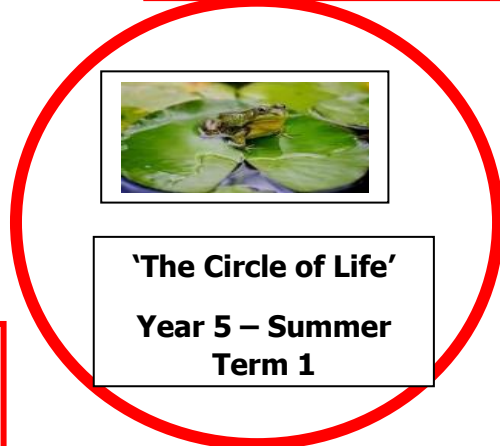 ‘The Circle of Life’
Year 5 – Summer
Term 1